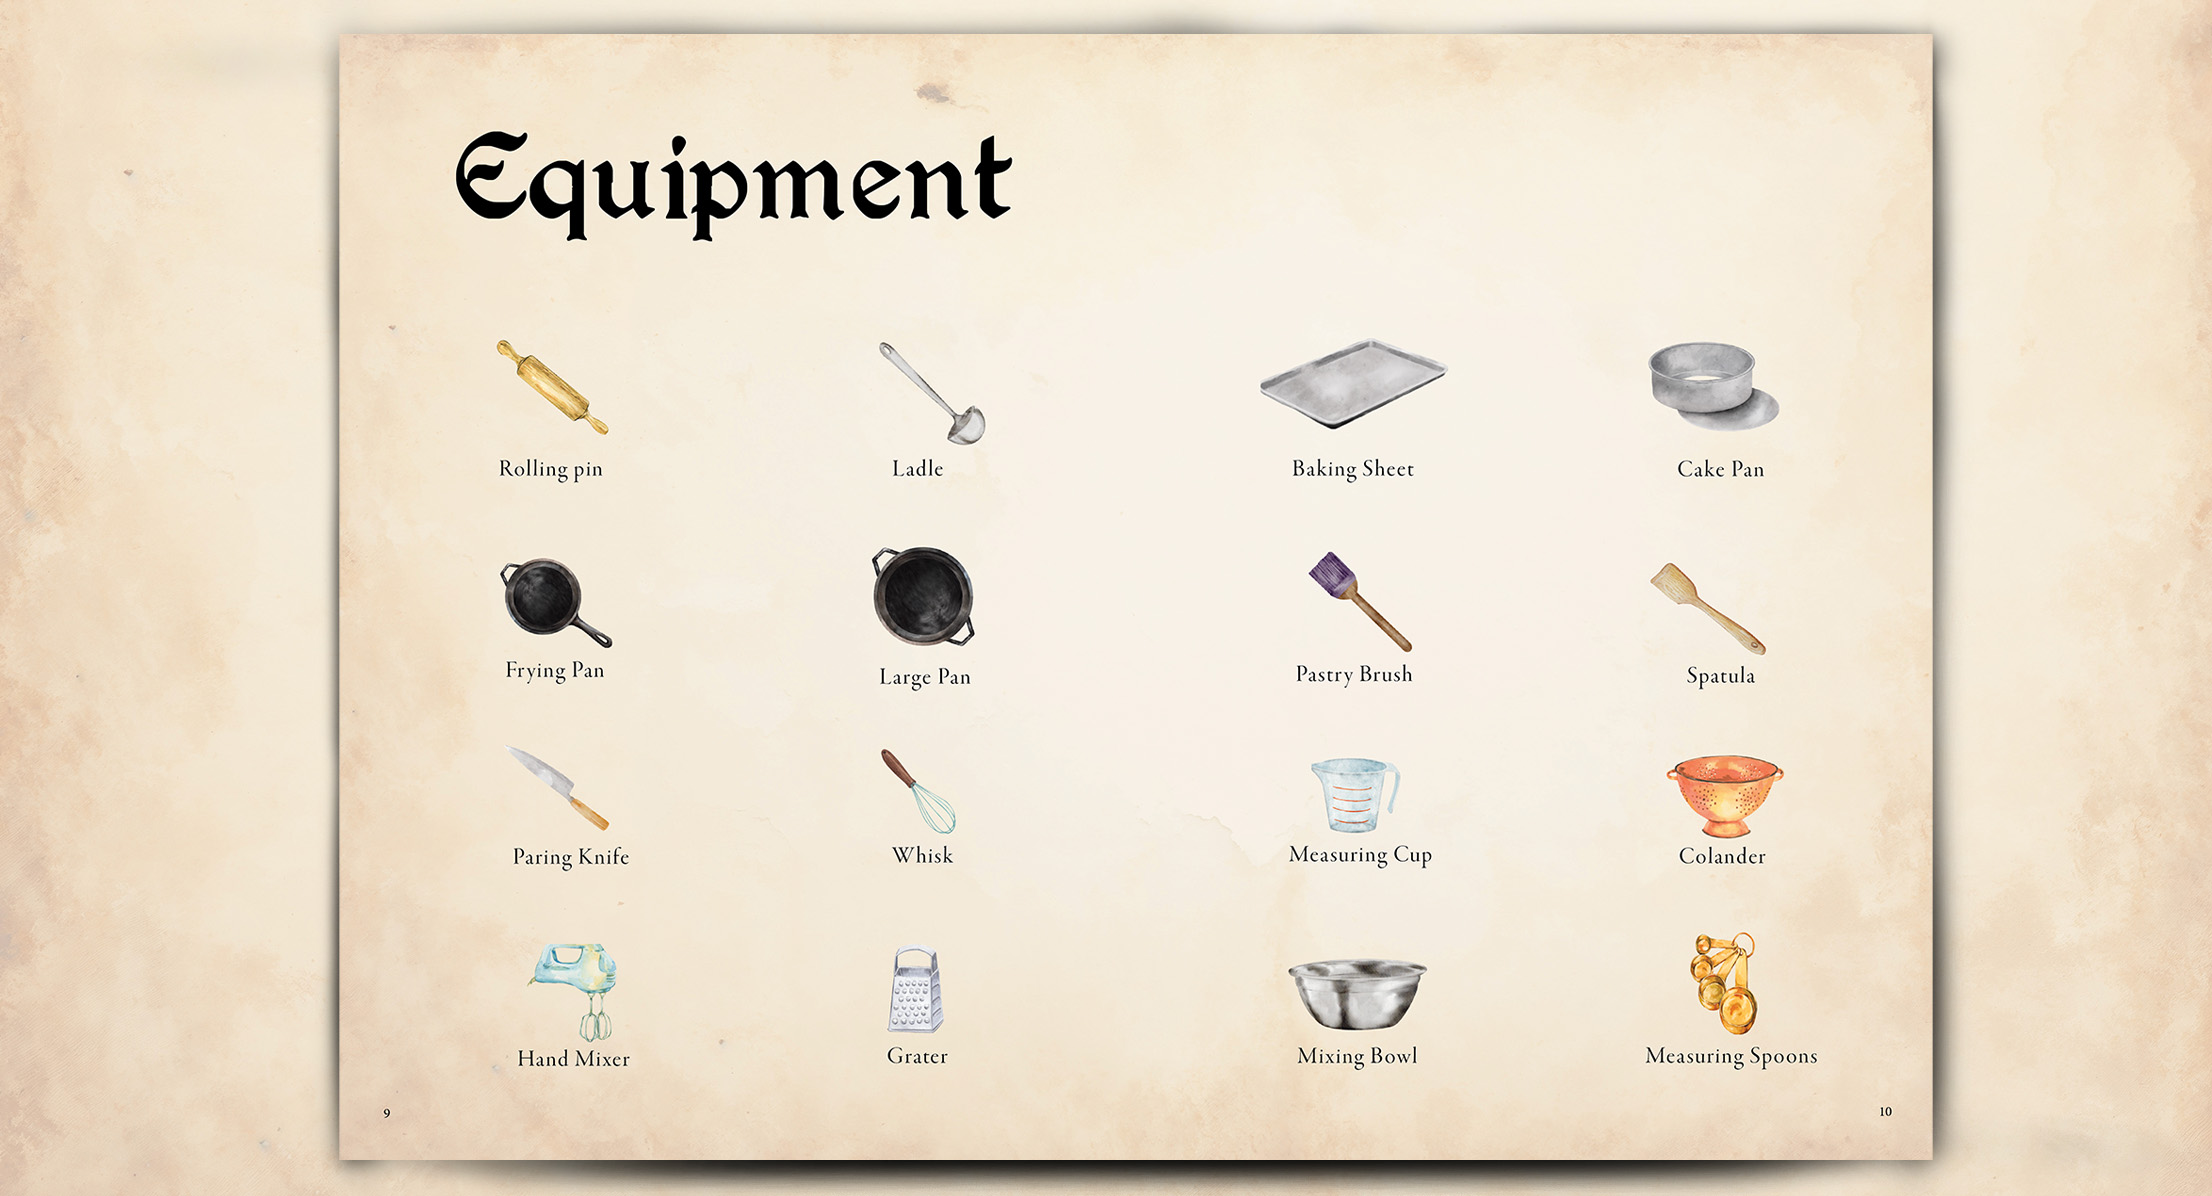 Equipment
Rolling pin
Ladle
Baking Sheet
Cake Pan
Frying Pan
Large Pan
Pastry Brush
Spatula
Paring Knife
Whisk
Measuring Cup
Colander
Hand Mixer
Grater
Mixing Bowl
Measuring Spoons
9
10